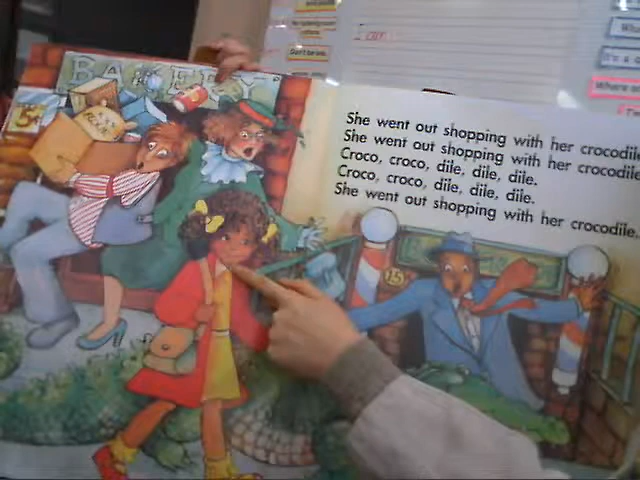 BAKERY
She went out shopping with her crocodile
She went out shopping with her crocodile
Croco, croco, dile, dile, dile.
Croco, croco, dile, dile, dile.
She went out shopping with her crocodile.
15